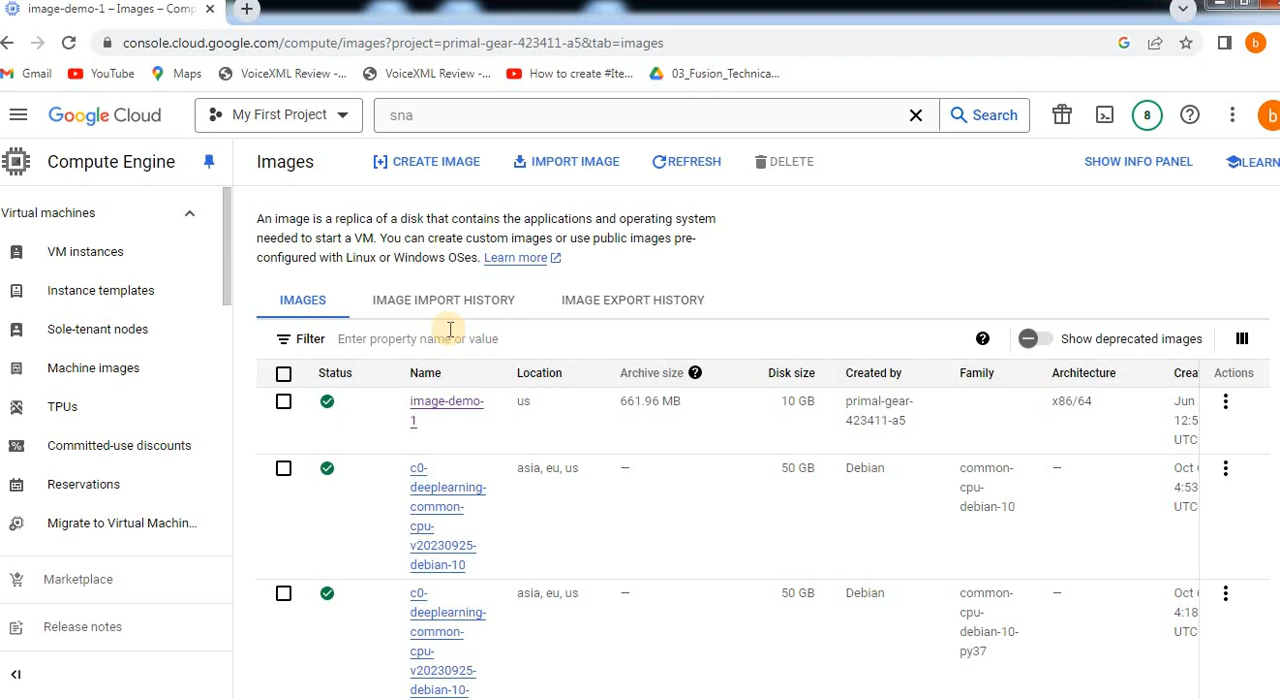 image-demo-1 – Images – Comp
console.cloud.google.com/compute/images?project=primal-gear-423411-a5&tab=images
b
Gmail
YouTube
Maps
VoiceXML Review -...
VoiceXML Review -...
How to create #Ite...
03_Fusion_Technica...
Google Cloud
My First Project
sna
Search
8
b
Compute Engine
Images
CREATE IMAGE
IMPORT IMAGE
REFRESH
DELETE
SHOW INFO PANEL
LEARN
Virtual machines
VM instances
Instance templates
Sole-tenant nodes
Machine images
TPUs
Committed-use discounts
Reservations
Migrate to Virtual Machin...
Marketplace
Release notes
An image is a replica of a disk that contains the applications and operating system
needed to start a VM. You can create custom images or use public images pre-
configured with Linux or Windows OSes. Learn more
IMAGES
IMAGE IMPORT HISTORY
IMAGE EXPORT HISTORY
Filter
Enter property name or value
Show deprecated images
Status
Name
Location
Archive size
Disk size
Created by
Family
Architecture
Crea
Actions
image-demo-
1
us
661.96 MB
10 GB
primal-gear-
423411-a5
x86/64
Jun
12:5
UTC
c0-
deeplearning-
common-
cpu-
v20230925-
debian-10
asia, eu, us
—
50 GB
Debian
common-
cpu-
debian-10
—
Oct
4:53
UTC
c0-
deeplearning-
common-
cpu-
v20230925-
debian-10-
asia, eu, us
—
50 GB
Debian
common-
cpu-
debian-10-
py37
—
Oct
4:18
UTC